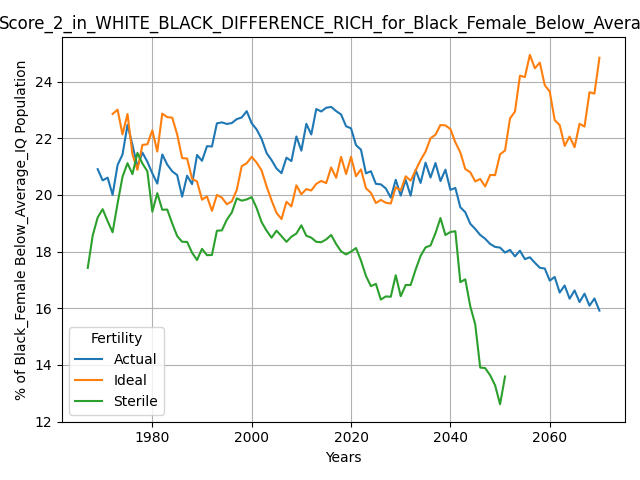 Score_2_in_WHITE_BLACK_DIFFERENCE_RICH_for_Black_Female_Below_Avera
% of Black_Female Below_Average_IQ Population
24
22
20
18
16
14
12
Fertility
Actual
Ideal
Sterile
1980
2000
2020
2040
2060
Years